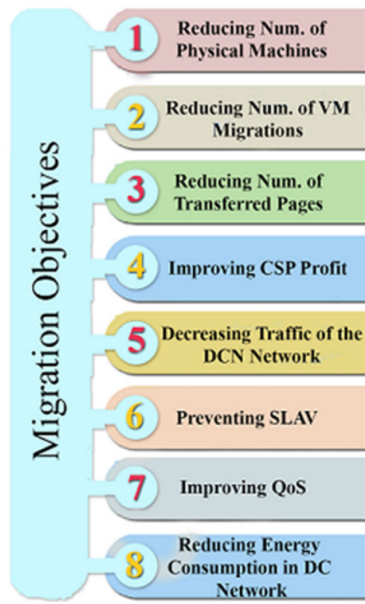 Migration Objectives
1
Reducing Num. of
Physical Machines
2
Reducing Num. of VM
Migrations
3
Reducing Num. of
Transferred Pages
4
Improving CSP Profit
5
Decreasing Traffic of the
DCN Network
6
Preventing SLAV
7
Improving QoS
8
Reducing Energy
Consumption in DC
Network